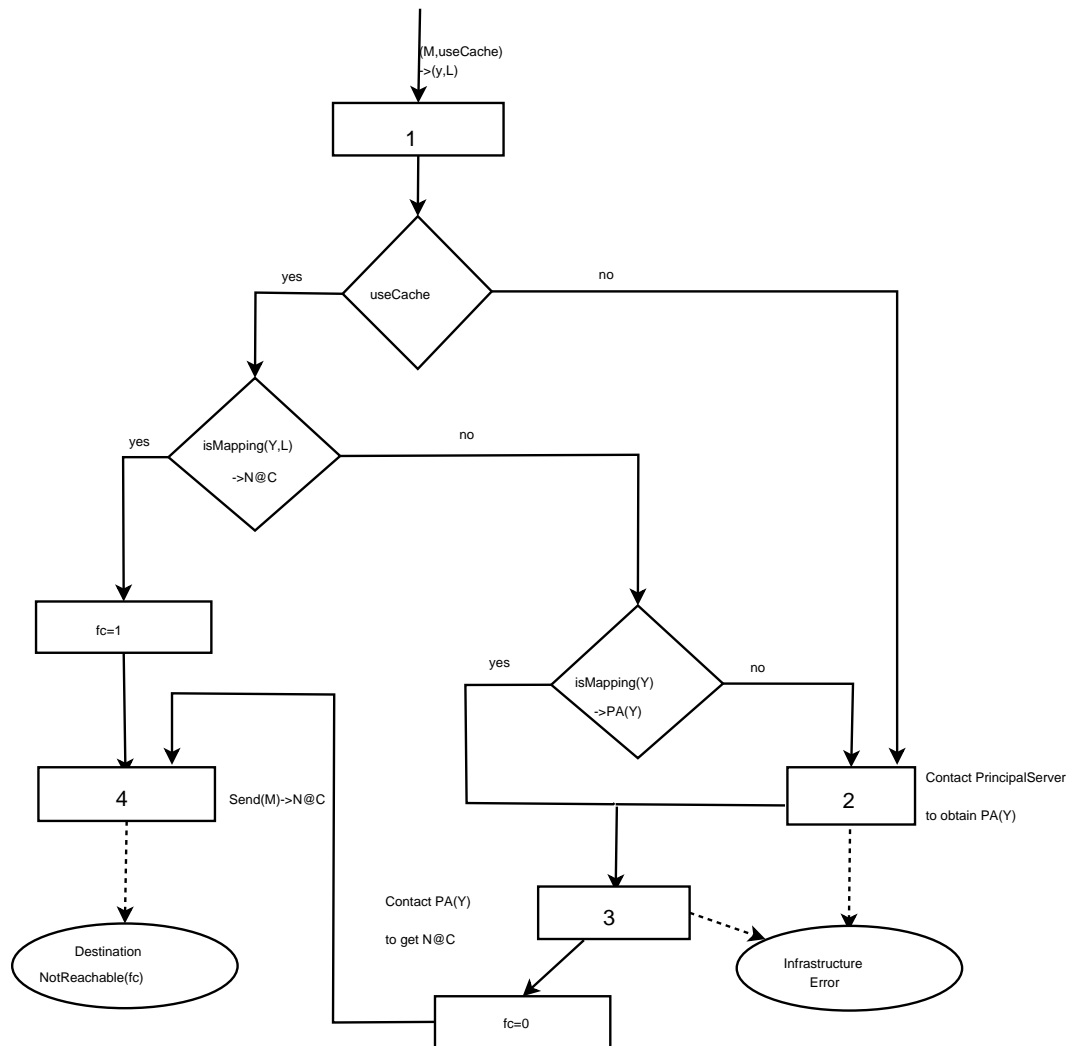 (M,useCache)
->(y,L)
1
useCache
yes
no
isMapping(Y,L)
->N@C
yes
no
fc=1
isMapping(Y)
->PA(Y)
yes
no
4
Send(M)->N@C
2
Contact PrincipalServer
to obtain PA(Y)
Contact PA(Y)
to get N@C
3
Destination
NotReachable(fc)
Infrastructure
Error
fc=0